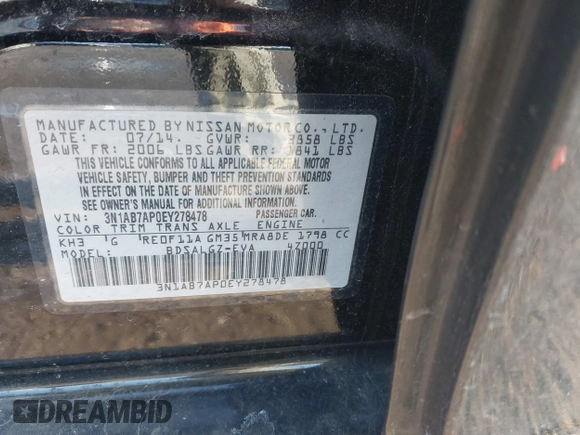 MANUFACTURED BY NISSAN MOTOR CO., LTD.
DATE: 07/14 GVWR: 3858 LBS
GAWR FR: 2006 LBS GAWR RR: 1841 LBS
THIS VEHICLE CONFORMS TO ALL APPLICABLE FEDERAL MOTOR
VEHICLE SAFETY, BUMPER AND THEFT PREVENTION STANDARDS
IN EFFECT ON THE DATE OF MANUFACTURE SHOWN ABOVE.
SEE OWNER'S MANUAL FOR ADDITIONAL INFORMATION.
VIN: 3N1AB7AP0EY278478 PASSENGER CAR
COLOR TRIM TRANS AXLE ENGINE
KH3 'G 'RE0F11A GM35'MRA8DE 1798 CC
MODEL: BDSALGZ-EVA 4Z000
3N1AB7AP0EY278478
DREAMBID